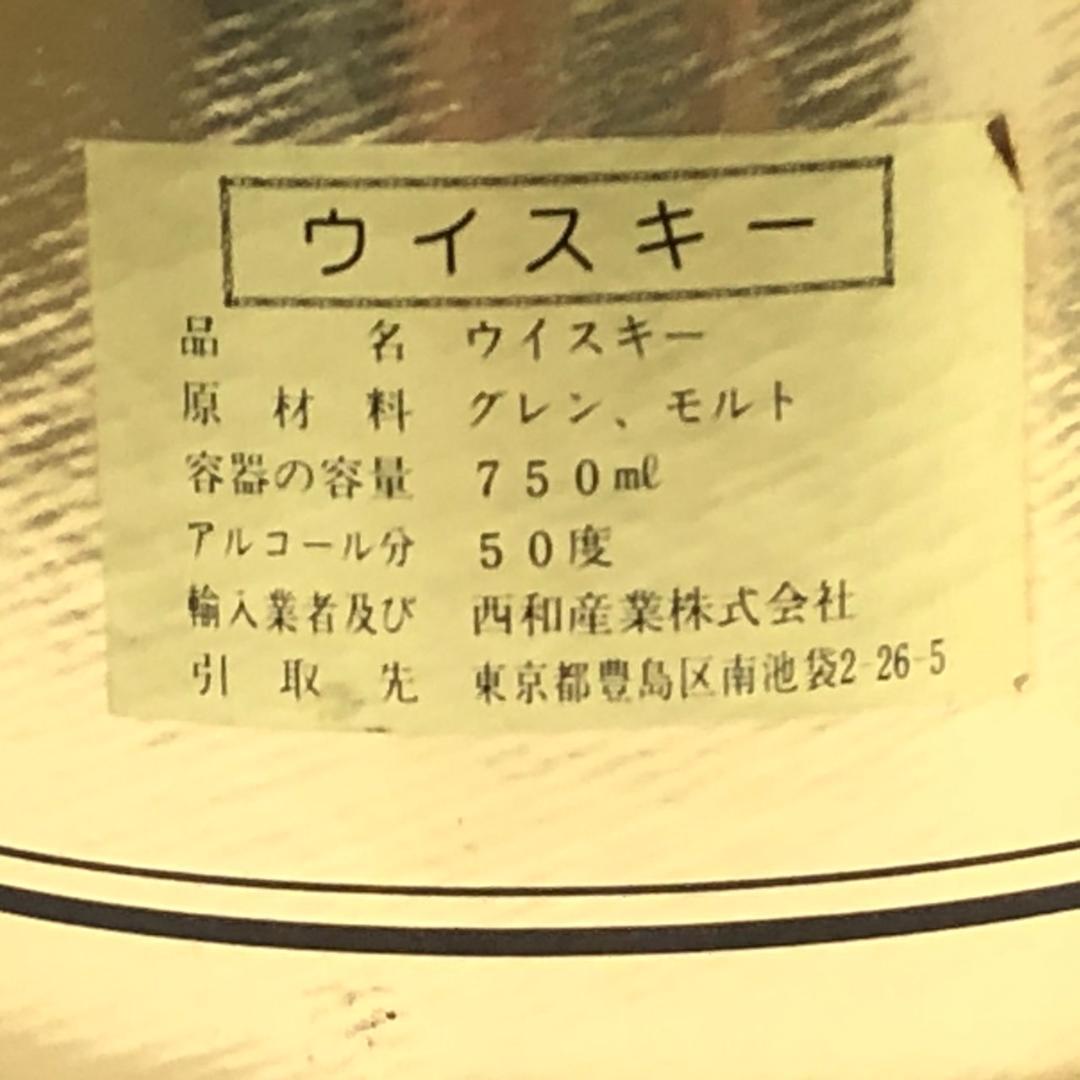 ウイスキー
品名 ウイスキー
原材料 グレン、モルト
容器の容量 750ml
アルコール分 50度
輸入業者及び 西和産業株式会社
引取先 東京都豊島区南池袋2-26-5